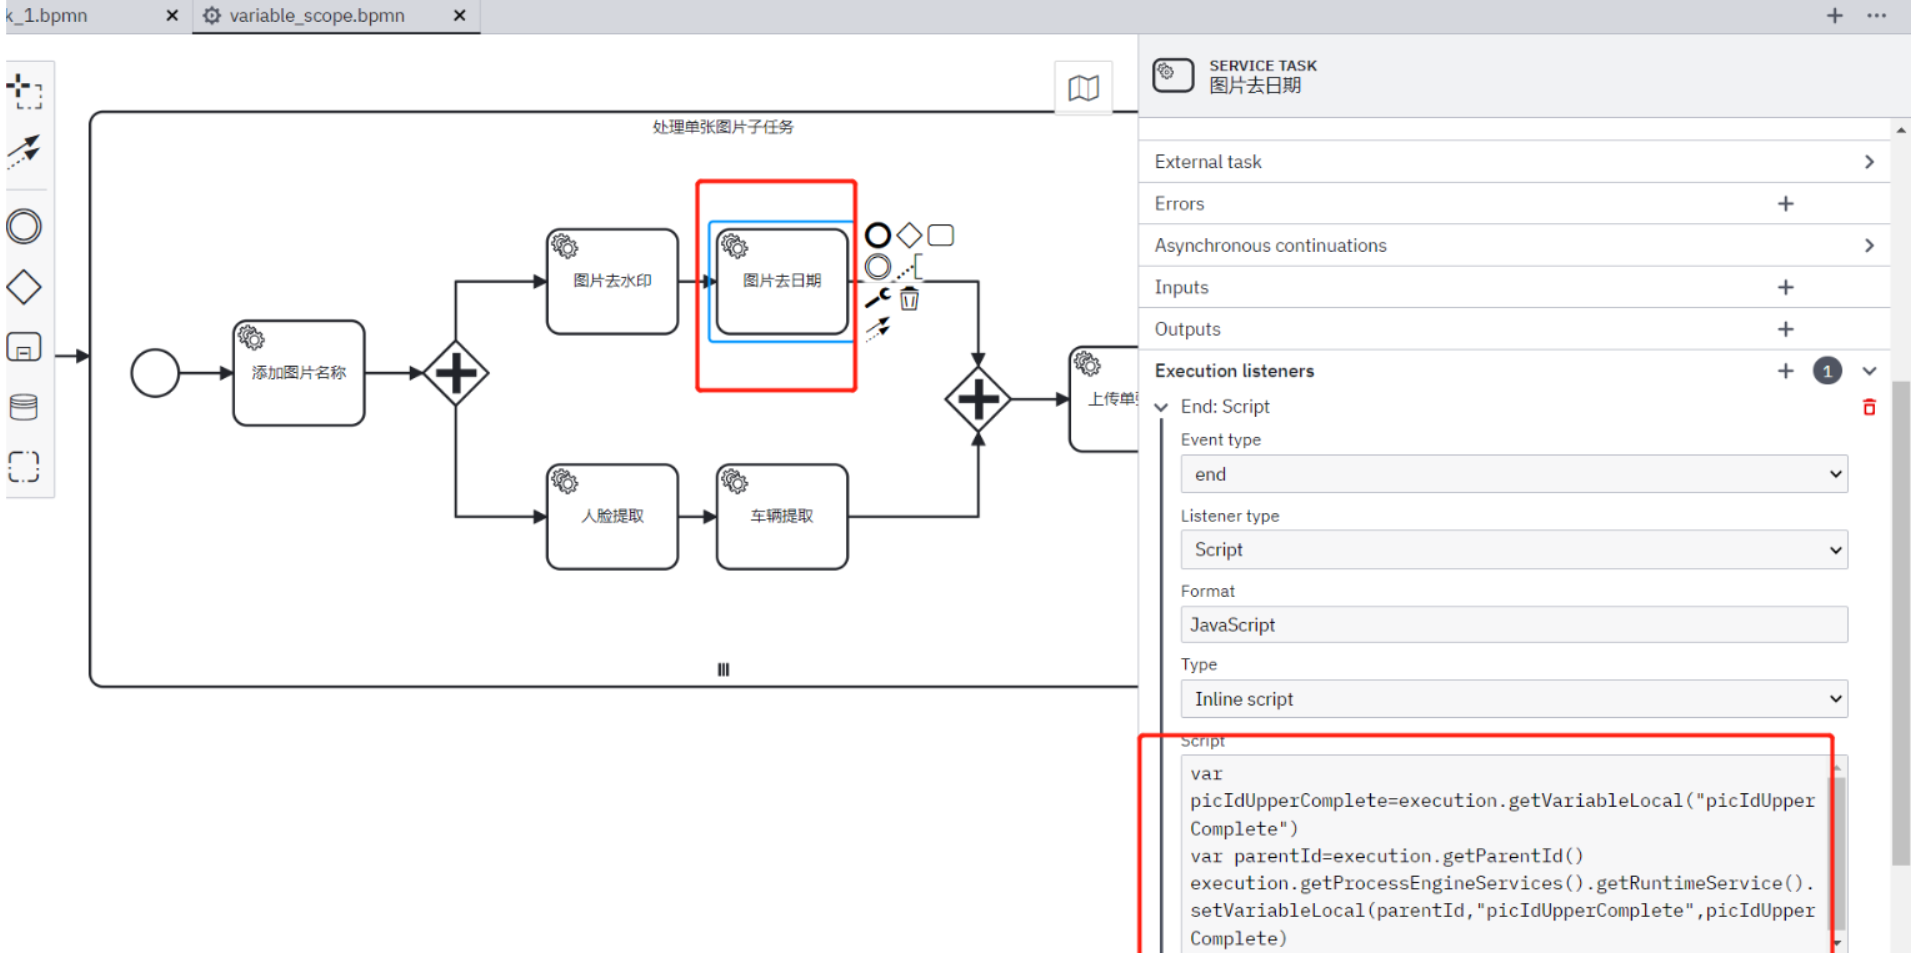 k_1.bpmn
variable_scope.bpmn
处理单张图片子任务
图片去水印
图片去日期
添加图片名称
人脸提取
车辆提取
上传单
SERVICE TASK
图片去日期
External task
Errors
Asynchronous continuations
Inputs
Outputs
Execution listeners
1
End: Script
Event type
end
Listener type
Script
Format
JavaScript
Type
Inline script
Script
var
picIdUpperComplete=execution.getVariableLocal("picIdUpper
Complete")
var parentId=execution.getParentId()
execution.getProcessEngineServices().getRuntimeService().
setVariableLocal(parentId,"picIdUpperComplete",picIdUpper
Complete)